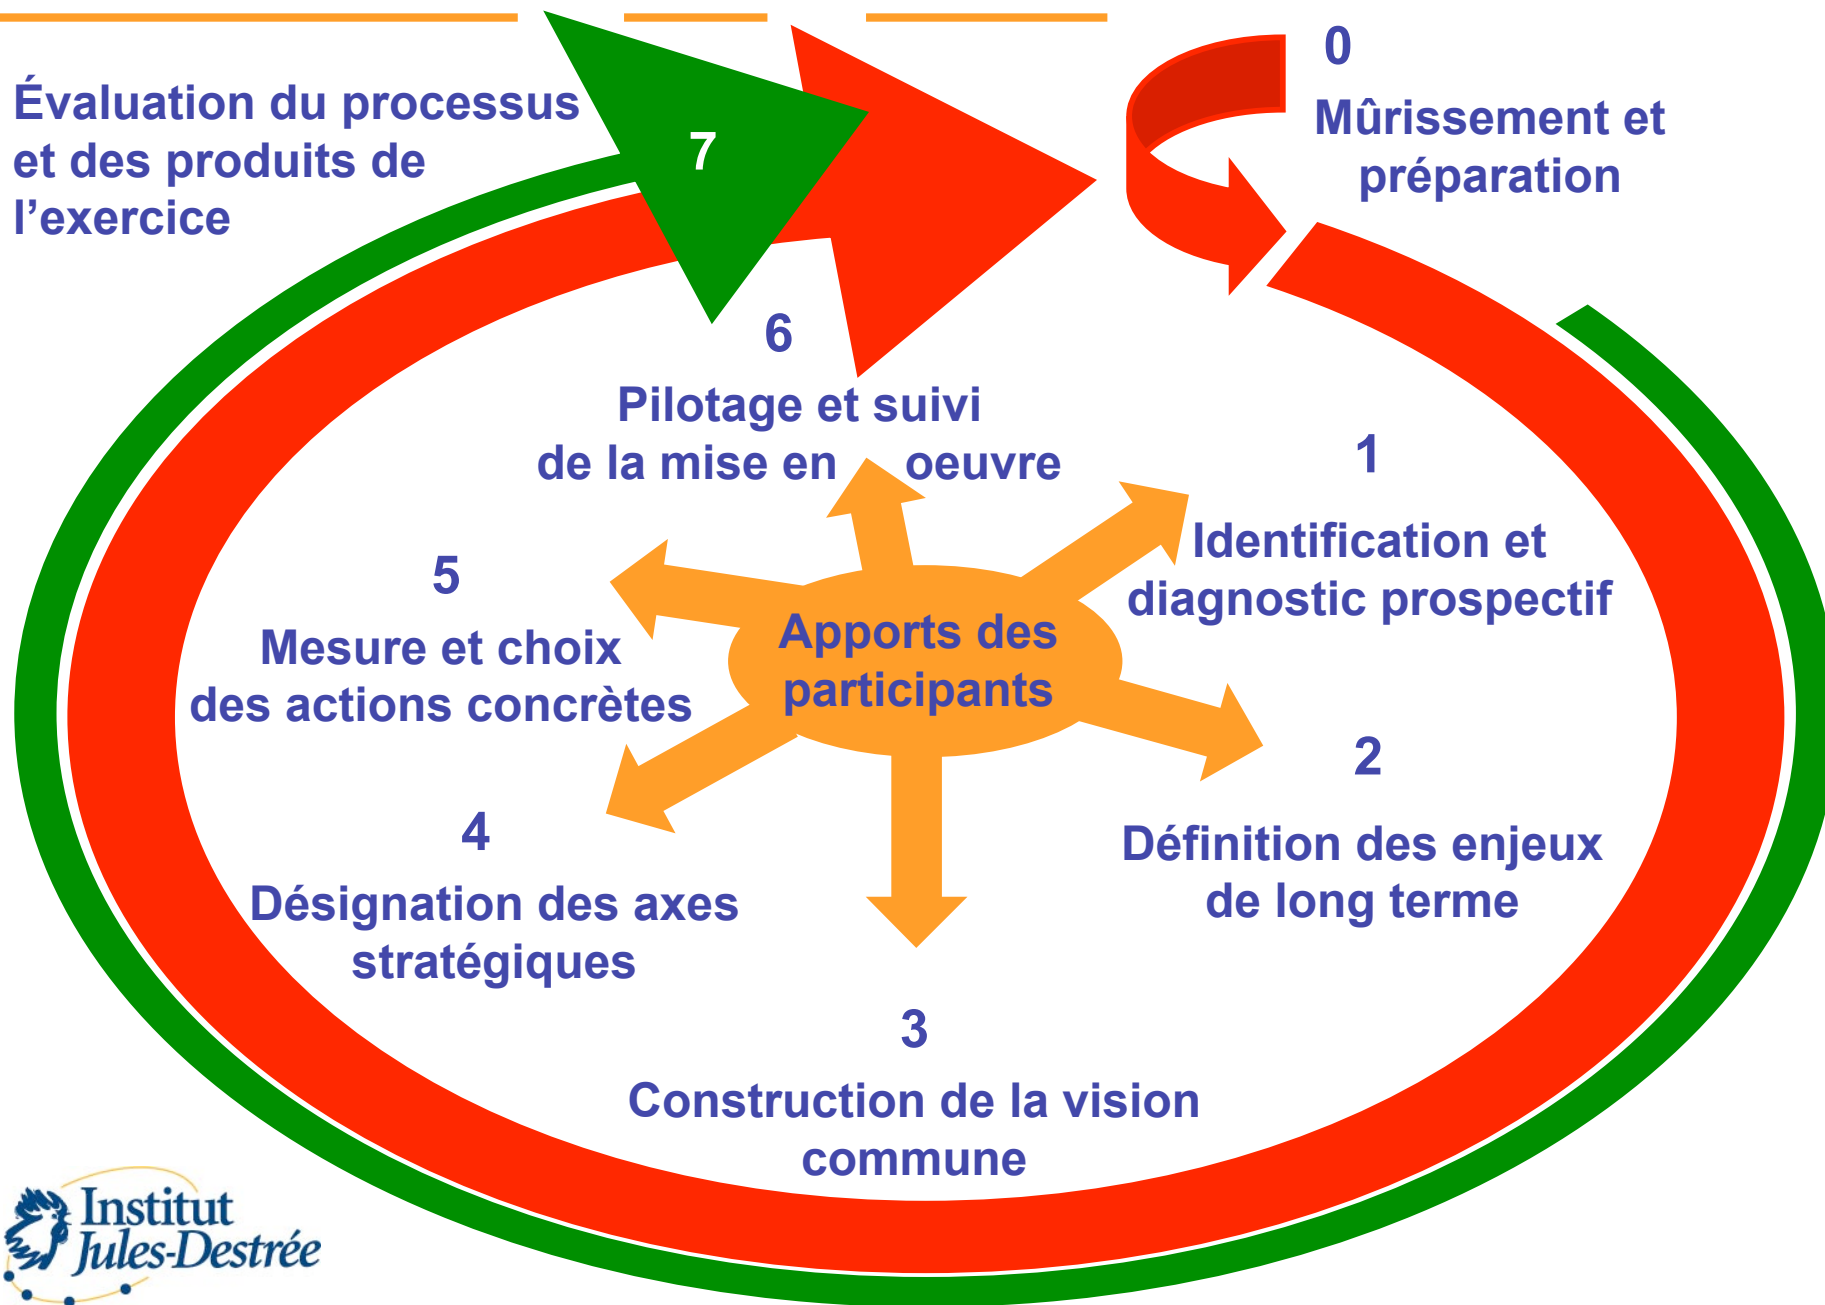 0
Mûrissement et
préparation
Évaluation du processus
et des produits de
l’exercice
7
6
Pilotage et suivi
de la mise en oeuvre
1
Identification et
diagnostic prospectif
5
Mesure et choix
des actions concrètes
Apports des
participants
2
Définition des enjeux
de long terme
4
Désignation des axes
stratégiques
3
Construction de la vision
commune
Institut
Jules-Destrée